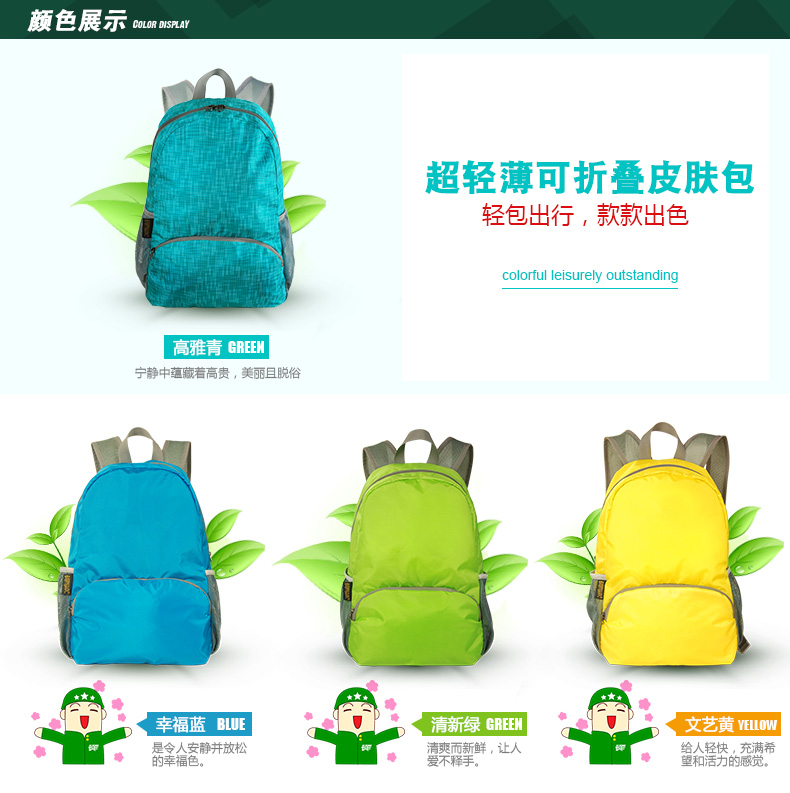 颜色展示 COLOR DISPLAY
超轻薄可折叠皮肤包
轻包出行，款款出色
colorful leisurely outstanding
高雅青 GREEN
宁静中蕴藏着高贵，美丽且脱俗
幸福蓝 BLUE
是令人安静并放松
的幸福色。
清新绿 GREEN
清爽而新鲜，让人
爱不释手。
文艺黄 YELLOW
给人轻快，充满希
望和活力的感觉。